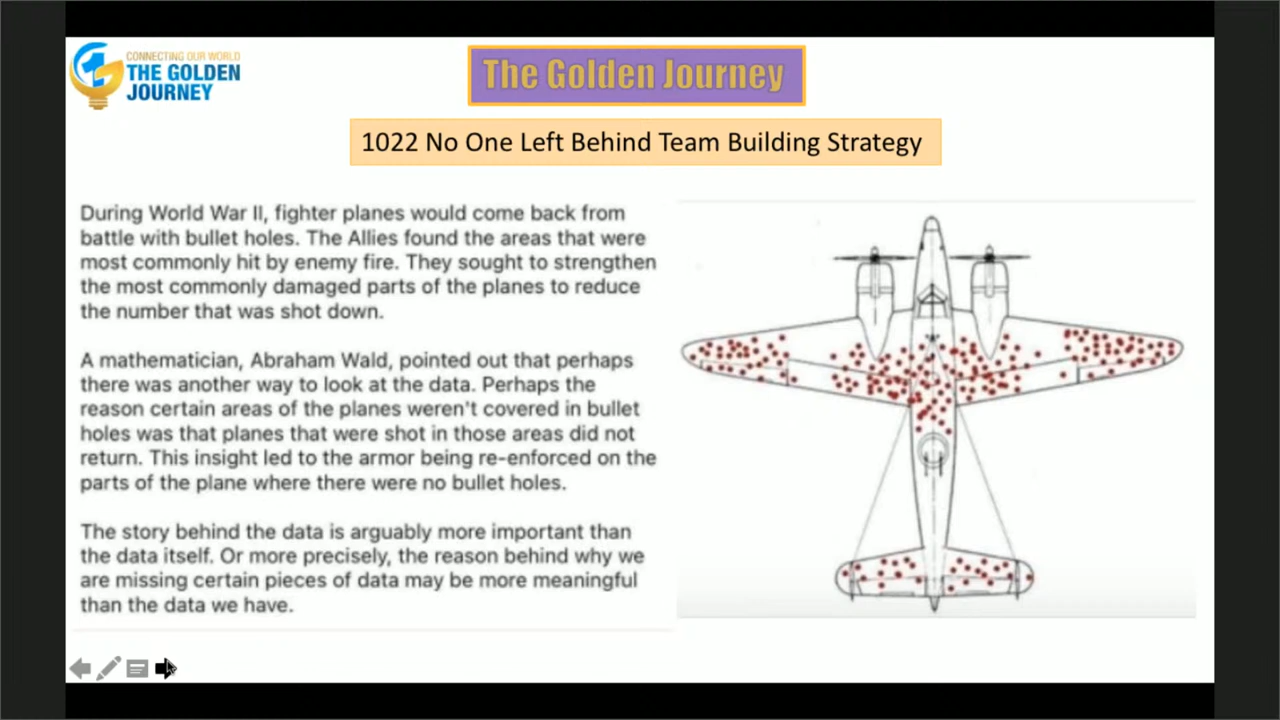 CONNECTING OUR WORLD
THE GOLDEN
JOURNEY
The Golden Journey
1022 No One Left Behind Team Building Strategy
During World War II, fighter planes would come back from
battle with bullet holes. The Allies found the areas that were
most commonly hit by enemy fire. They sought to strengthen
the most commonly damaged parts of the planes to reduce
the number that was shot down.
A mathematician, Abraham Wald, pointed out that perhaps
there was another way to look at the data. Perhaps the
reason certain areas of the planes weren't covered in bullet
holes was that planes that were shot in those areas did not
return. This insight led to the armor being re-enforced on the
parts of the plane where there were no bullet holes.
The story behind the data is arguably more important than
the data itself. Or more precisely, the reason behind why we
are missing certain pieces of data may be more meaningful
than the data we have.